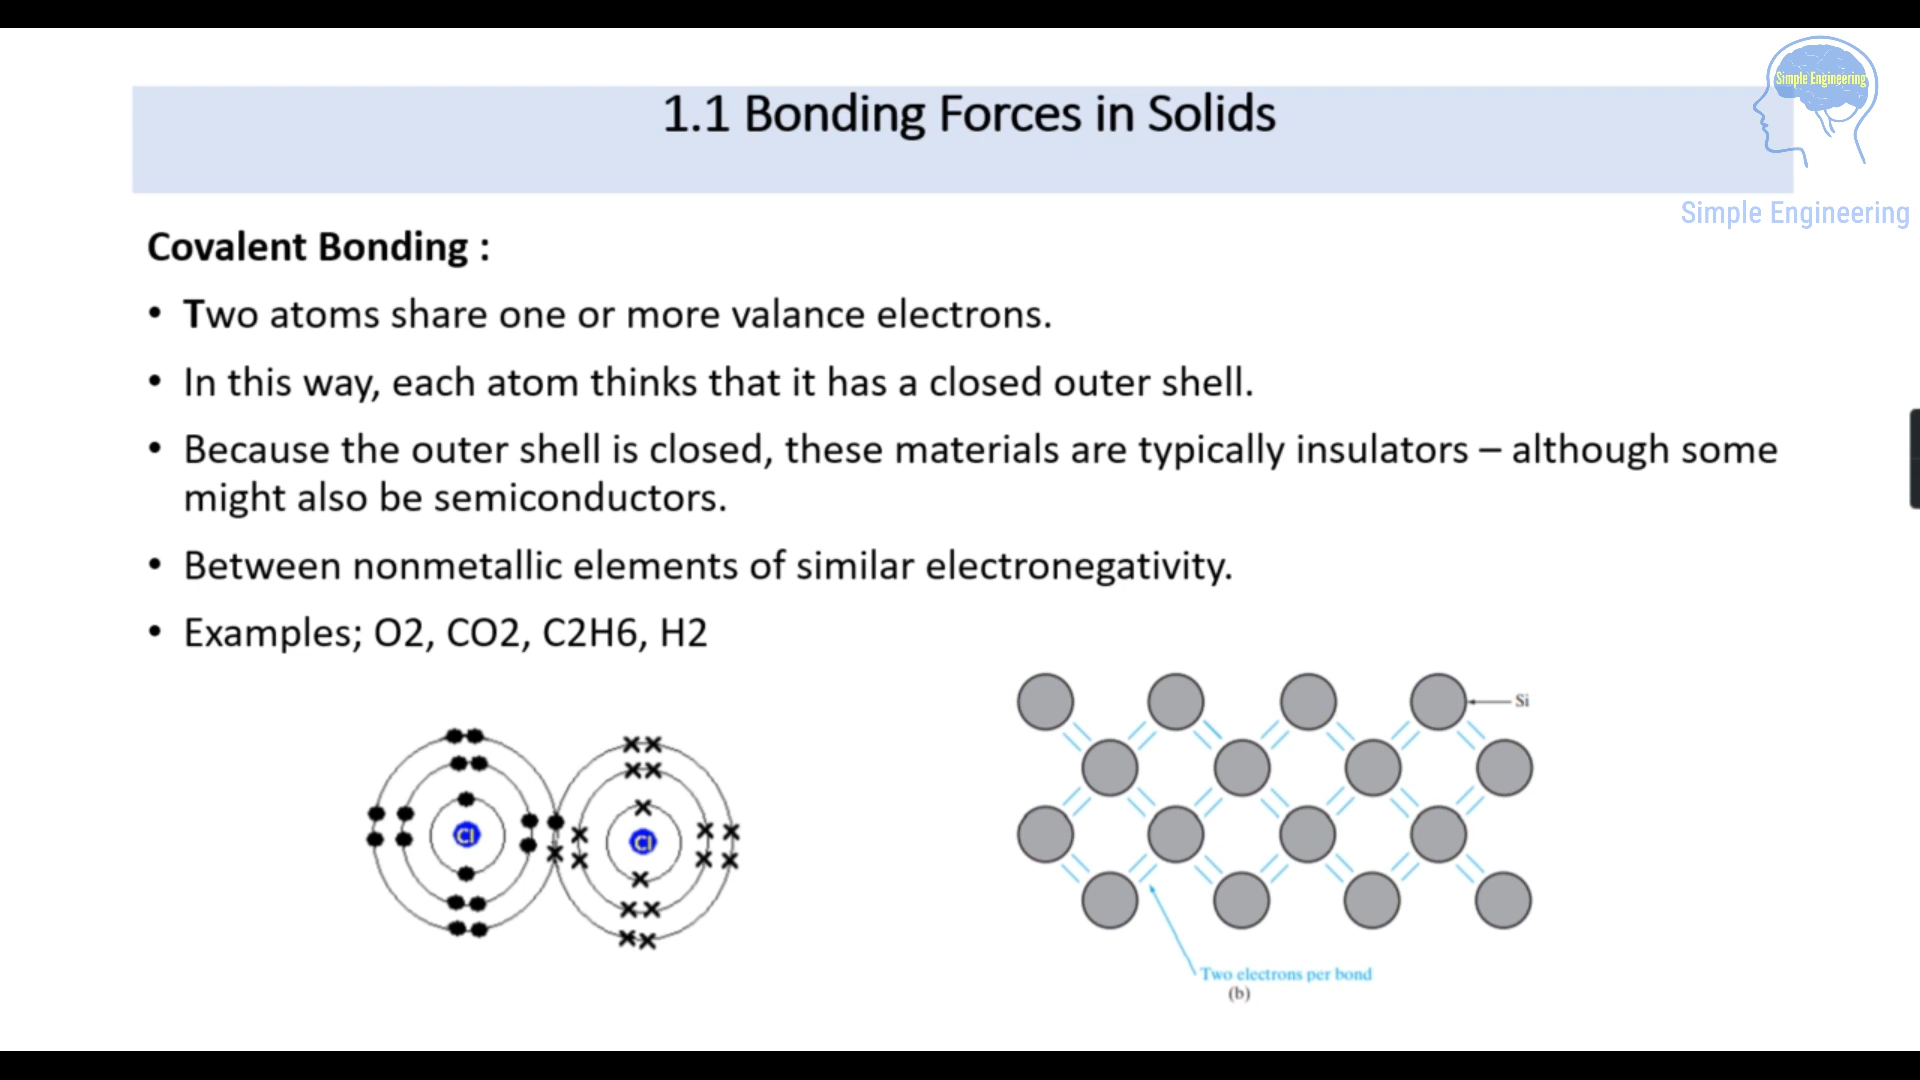 Simple Engineering
1.1 Bonding Forces in Solids
Simple Engineering
Covalent Bonding :
• Two atoms share one or more valance electrons.
• In this way, each atom thinks that it has a closed outer shell.
• Because the outer shell is closed, these materials are typically insulators – although some
might also be semiconductors.
• Between nonmetallic elements of similar electronegativity.
• Examples; O2, CO2, C2H6, H2
Cl
Cl
Si
Two electrons per bond
(b)